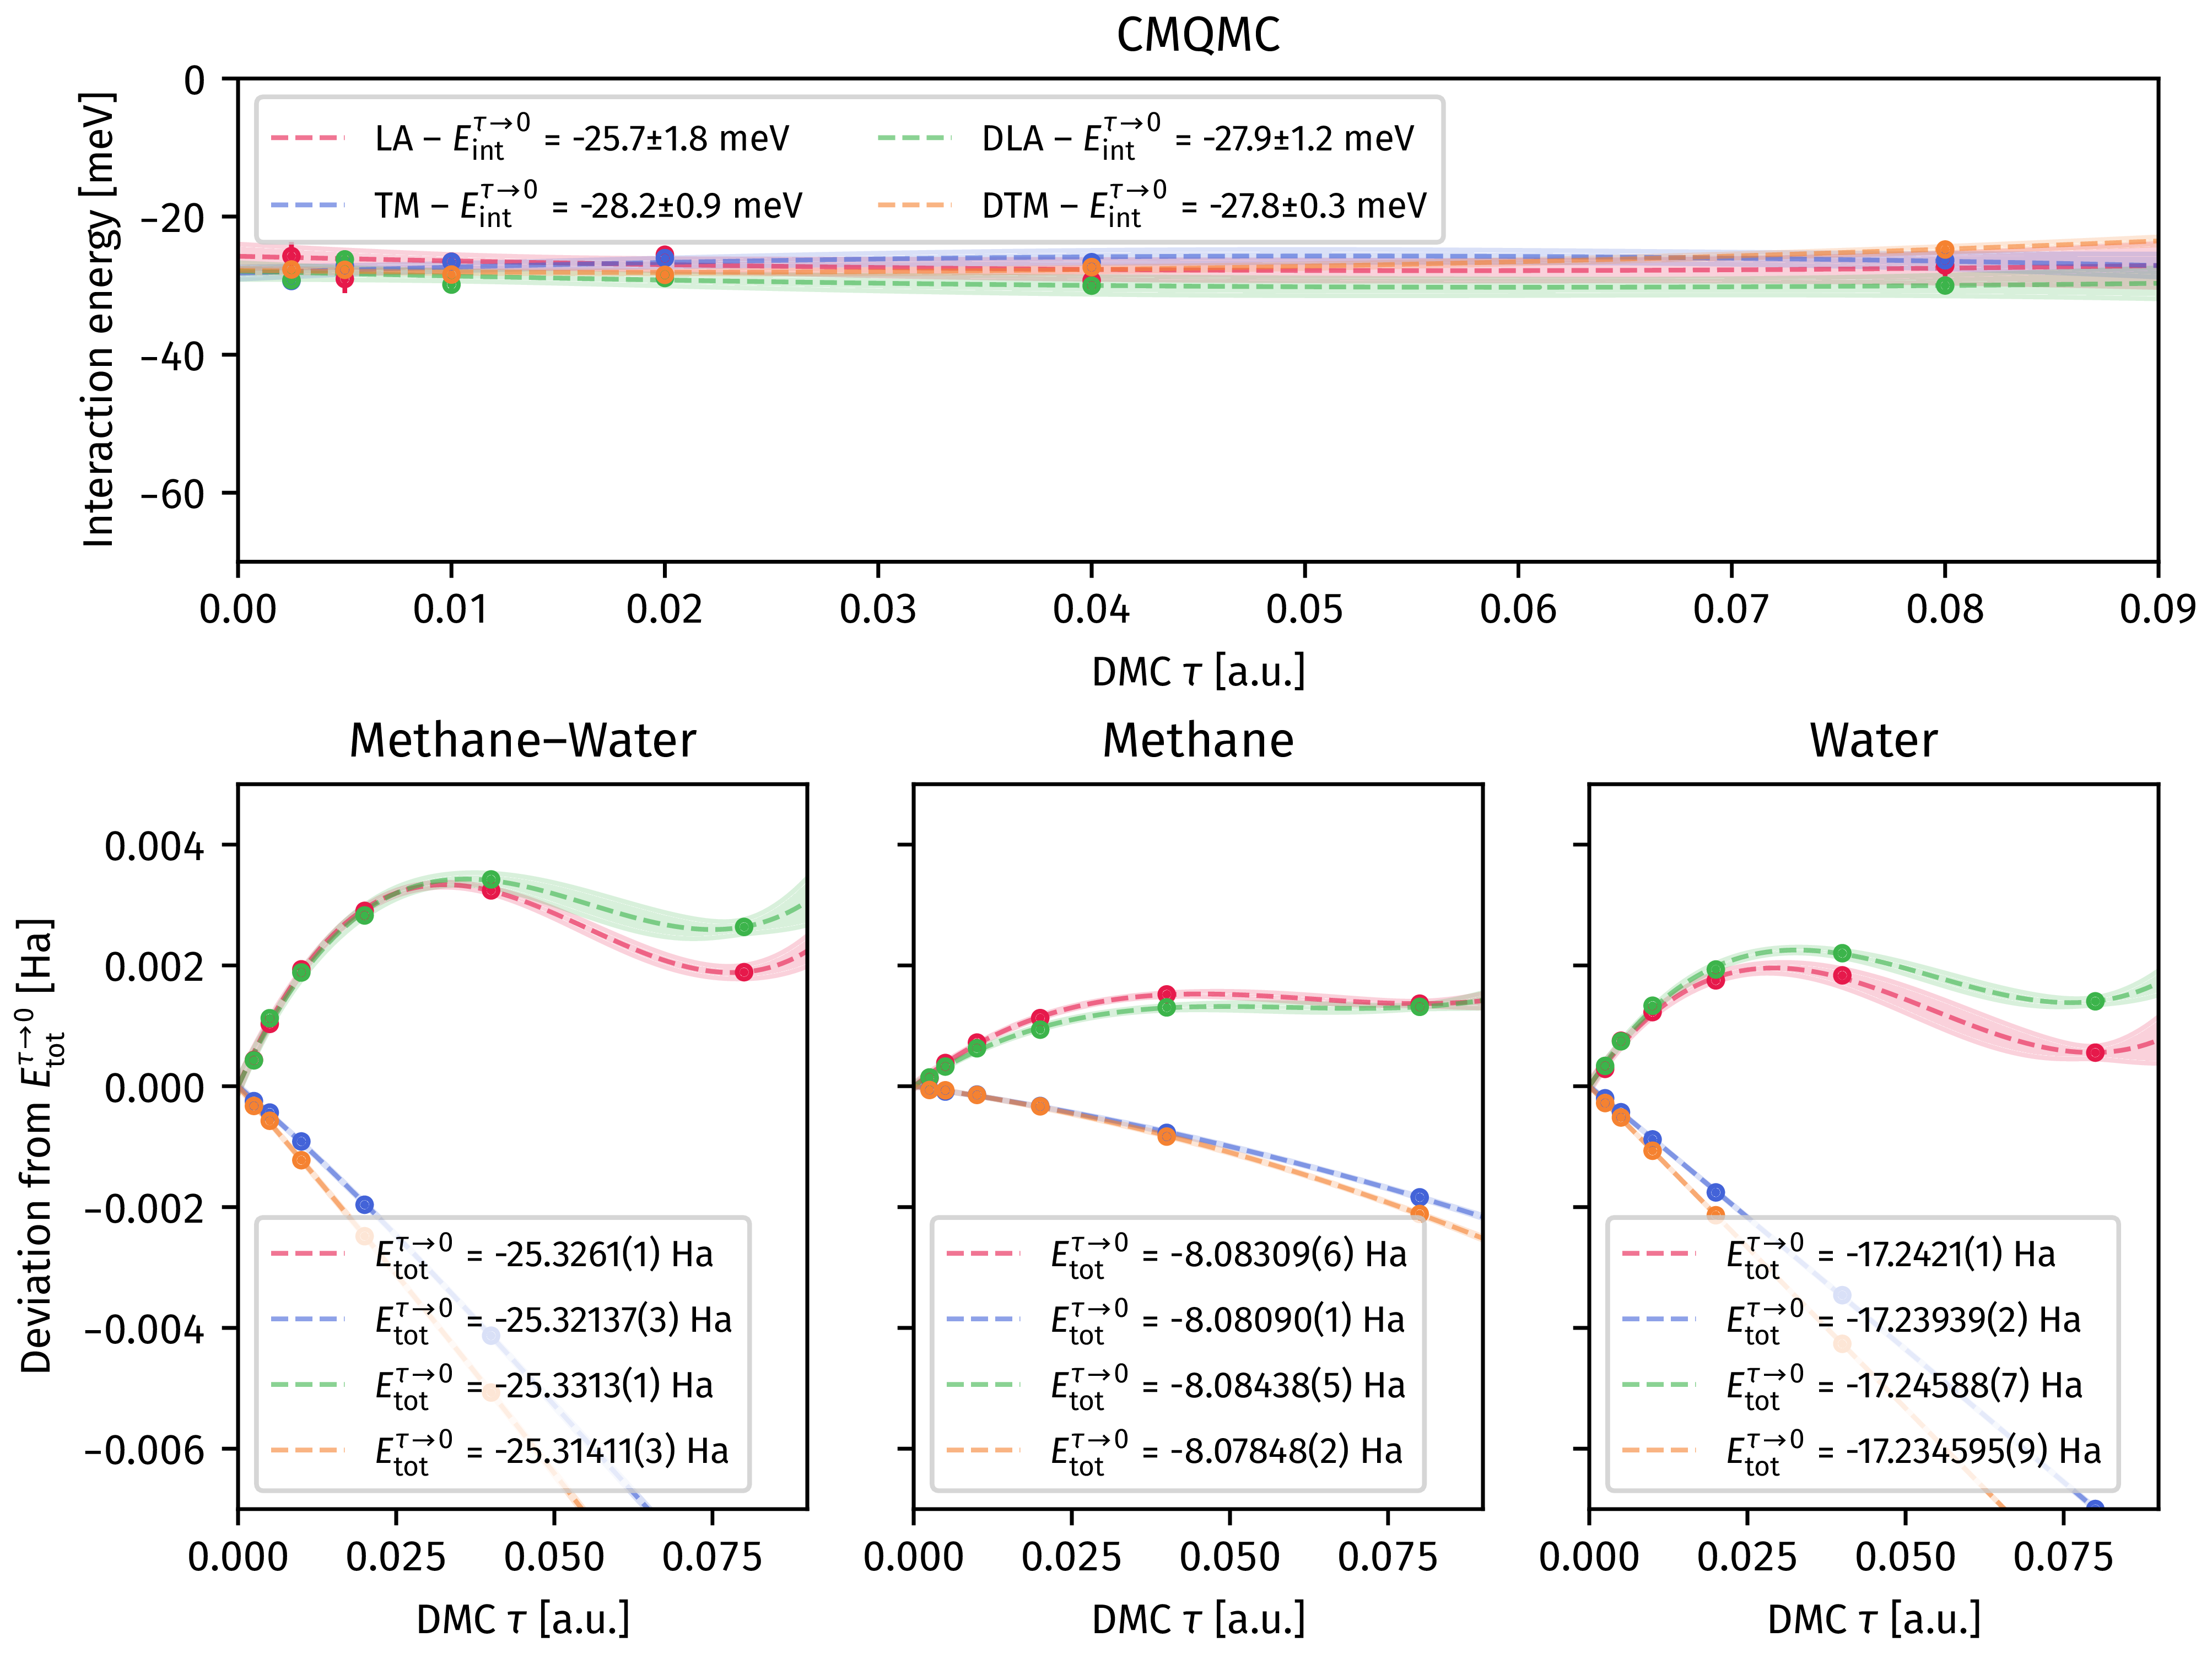 CMQMC
Interaction energy [meV]
0
−20
−40
−60
LA – E_int^{τ→0} = -25.7±1.8 meV
TM – E_int^{τ→0} = -28.2±0.9 meV
DLA – E_int^{τ→0} = -27.9±1.2 meV
DTM – E_int^{τ→0} = -27.8±0.3 meV
0.00 0.01 0.02 0.03 0.04 0.05 0.06 0.07 0.08 0.09
DMC τ [a.u.]
Deviation from E_tot^{τ→0} [Ha]
0.004
0.002
0.000
−0.002
−0.004
−0.006
Methane–Water
E_tot^{τ→0} = -25.3261(1) Ha
E_tot^{τ→0} = -25.32137(3) Ha
E_tot^{τ→0} = -25.3313(1) Ha
E_tot^{τ→0} = -25.31411(3) Ha
0.000 0.025 0.050 0.075
DMC τ [a.u.]
Methane
E_tot^{τ→0} = -8.08309(6) Ha
E_tot^{τ→0} = -8.08090(1) Ha
E_tot^{τ→0} = -8.08438(5) Ha
E_tot^{τ→0} = -8.07848(2) Ha
0.000 0.025 0.050 0.075
DMC τ [a.u.]
Water
E_tot^{τ→0} = -17.2421(1) Ha
E_tot^{τ→0} = -17.23939(2) Ha
E_tot^{τ→0} = -17.24588(7) Ha
E_tot^{τ→0} = -17.234595(9) Ha
0.000 0.025 0.050 0.075
DMC τ [a.u.]